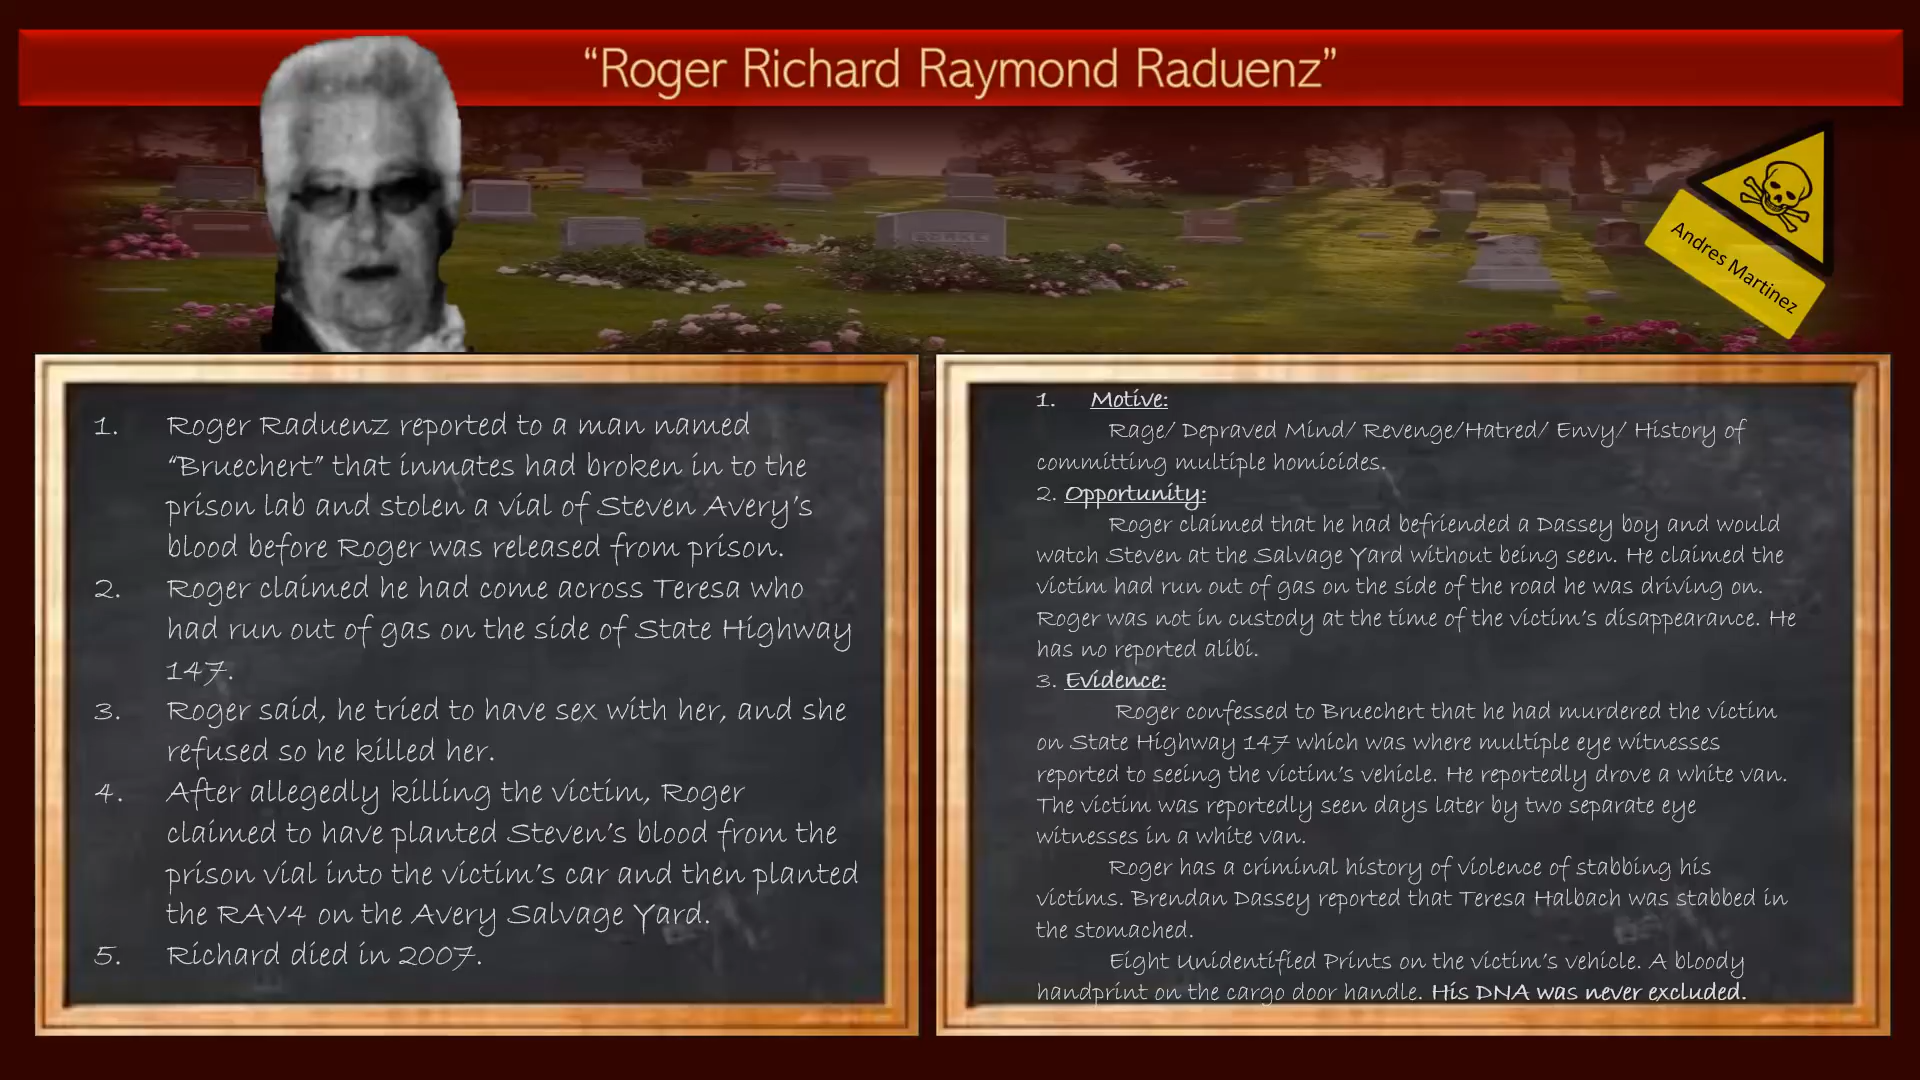 “Roger Richard Raymond Raduenz”
Andres Martinez
1. Roger Raduenz reported to a man named
“Bruechert” that inmates had broken in to the
prison lab and stolen a vial of Steven Avery’s
blood before Roger was released from prison.
2. Roger claimed he had come across Teresa who
had run out of gas on the side of State Highway
147.
3. Roger said, he tried to have sex with her, and she
refused so he killed her.
4. After allegedly killing the victim, Roger
claimed to have planted Steven’s blood from the
prison vial into the victim’s car and then planted
the RAV4 on the Avery Salvage Yard.
5. Richard died in 2007.
1. Motive:
Rage/ Depraved Mind/ Revenge/Hatred/ Envy/ History of
committing multiple homicides.
2. Opportunity:
Roger claimed that he had befriended a Dassey boy and would
watch Steven at the Salvage Yard without being seen. He claimed the
victim had run out of gas on the side of the road he was driving on.
Roger was not in custody at the time of the victim’s disappearance. He
has no reported alibi.
3. Evidence:
Roger confessed to Bruechert that he had murdered the victim
on State Highway 147 which was where multiple eye witnesses
reported to seeing the victim’s vehicle. He reportedly drove a white van.
The victim was reportedly seen days later by two separate eye
witnesses in a white van.
Roger has a criminal history of violence of stabbing his
victims. Brendan Dassey reported that Teresa Halbach was stabbed in
the stomached.
Eight Unidentified Prints on the victim’s vehicle. A bloody
handprint on the cargo door handle. His DNA was never excluded.